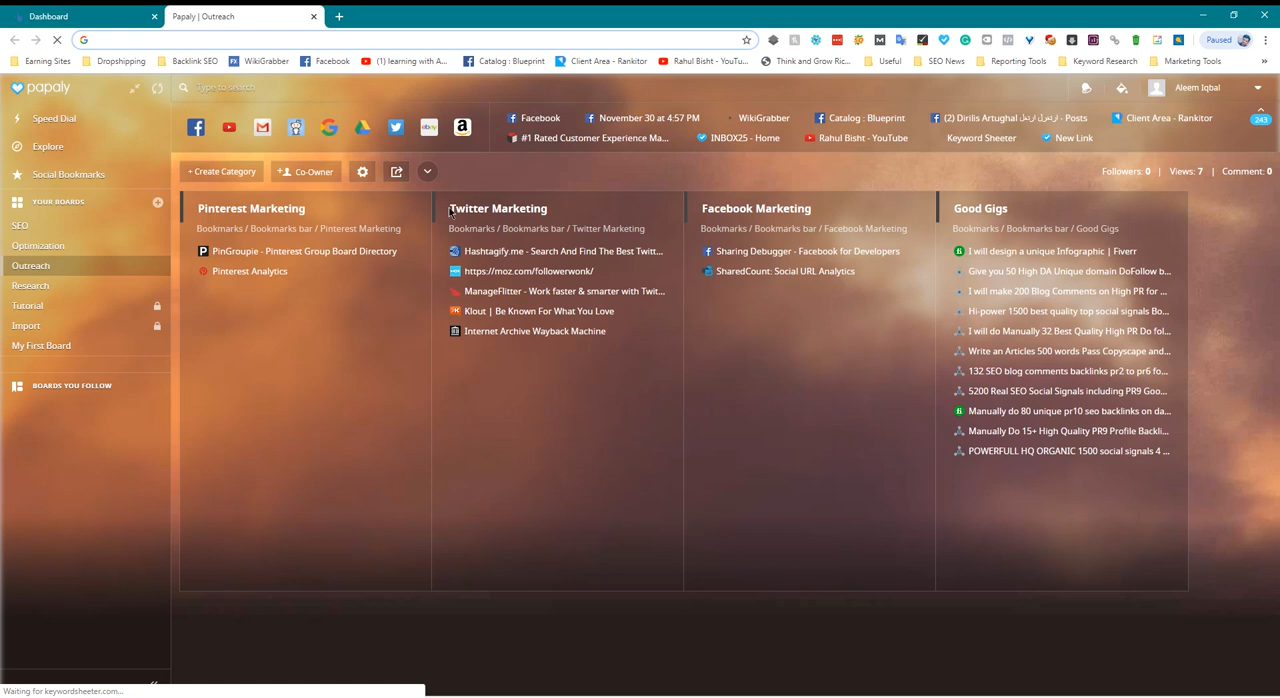 Dashboard
Papaly | Outreach
Paused
Earning Sites
Dropshipping
Backlink SEO
WikiGrabber
Facebook
(1) learning with A...
Catalog : Blueprint
Client Area - Rankitor
Rahul Bisht - YouTu...
Think and Grow Ric...
Useful
SEO News
Reporting Tools
Keyword Research
Marketing Tools
papaly
Type to search
Aleem Iqbal
Speed Dial
Explore
Social Bookmarks
YOUR BOARDS
SEO
Optimization
Outreach
Research
Tutorial
Import
My First Board
BOARDS YOU FOLLOW
ebay
Facebook
November 30 at 4:57 PM
WikiGrabber
Catalog : Blueprint
(2) Dirilis Artughal ارتغرل اردو - Posts
Client Area - Rankitor
243
#1 Rated Customer Experience Ma...
INBOX25 - Home
Rahul Bisht - YouTube
Keyword Sheeter
New Link
+ Create Category
Co-Owner
Followers: 0 | Views: 7 | Comment: 0
Pinterest Marketing
Bookmarks / Bookmarks bar / Pinterest Marketing
PinGroupie - Pinterest Group Board Directory
Pinterest Analytics
Twitter Marketing
Bookmarks / Bookmarks bar / Twitter Marketing
Hashtagify.me - Search And Find The Best Twitt...
https://moz.com/followerwonk/
ManageFlitter - Work faster & smarter with Twit...
Klout | Be Known For What You Love
Internet Archive Wayback Machine
Facebook Marketing
Bookmarks / Bookmarks bar / Facebook Marketing
Sharing Debugger - Facebook for Developers
SharedCount: Social URL Analytics
Good Gigs
Bookmarks / Bookmarks bar / Good Gigs
I will design a unique Infographic | Fiverr
Give you 50 High DA Unique domain DoFollow b...
I will make 200 Blog Comments on High PR for ...
Hi-power 1500 best quality top social signals Bo...
I will do Manually 32 Best Quality High PR Do fol...
Write an Articles 500 words Pass Copyscape and...
132 SEO blog comments backlinks pr2 to pr6 fo...
5200 Real SEO Social Signals including PR9 Goo...
Manually do 80 unique pr10 seo backlinks on da...
Manually Do 15+ High Quality PR9 Profile Backli...
POWERFULL HQ ORGANIC 1500 social signals 4 ...
Waiting for keywordsheeter.com...